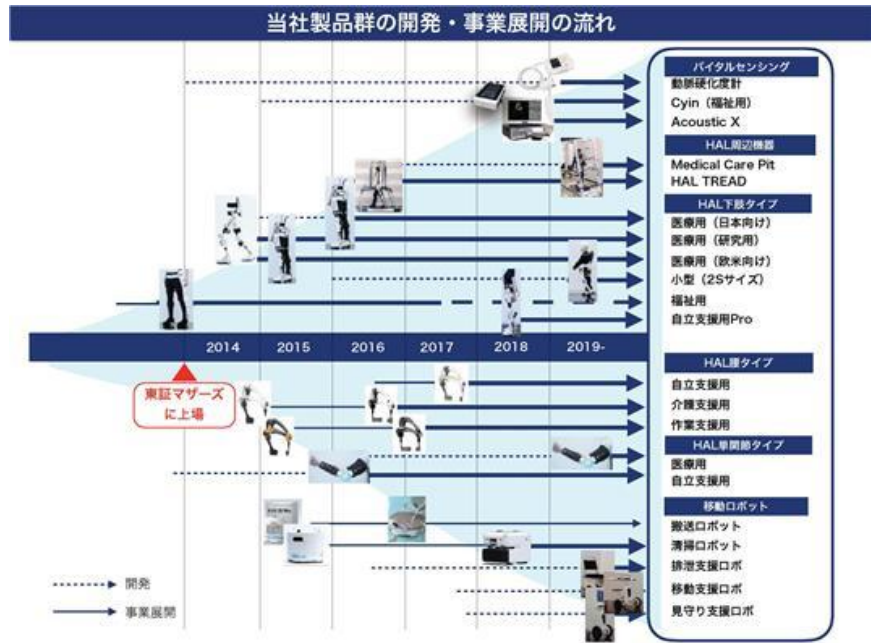 当社製品群の開発・事業展開の流れ
バイタルセンシング
動脈硬化度計
Cyin（福祉用）
Acoustic X
HAL周辺機器
Medical Care Pit
HAL TREAD
HAL下肢タイプ
医療用（日本向け）
医療用（研究用）
医療用（欧米向け）
小型（2Sサイズ）
福祉用
自立支援用Pro
2014
2015
2016
2017
2018
2019-
東証マザーズ
に上場
HAL腰タイプ
自立支援用
介護支援用
作業支援用
HAL単関節タイプ
医療用
自立支援用
移動ロボット
搬送ロボット
清掃ロボット
排泄支援ロボ
移動支援ロボ
見守り支援ロボ
開発
事業展開